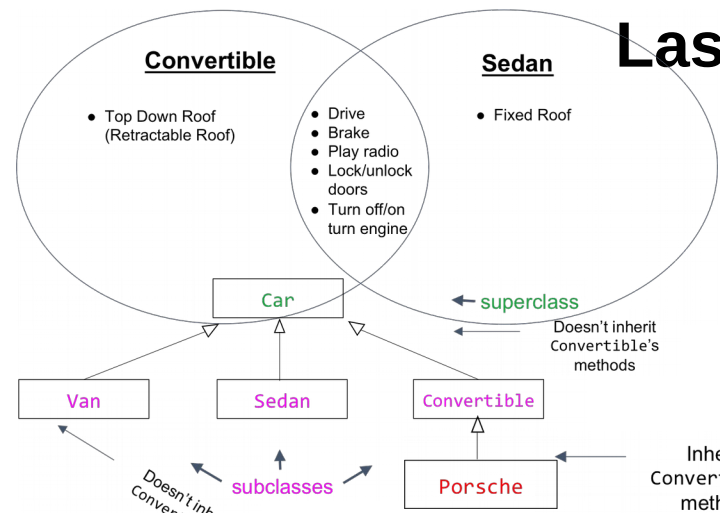 Convertible
Sedan
● Top Down Roof
(Retractable Roof)
● Drive
● Brake
● Play radio
● Lock/unlock
doors
● Turn off/on
turn engine
● Fixed Roof
Car
superclass
Doesn't inherit
Convertible's
methods
Van
Sedan
Convertible
Doesn't
subclasses
Porsche